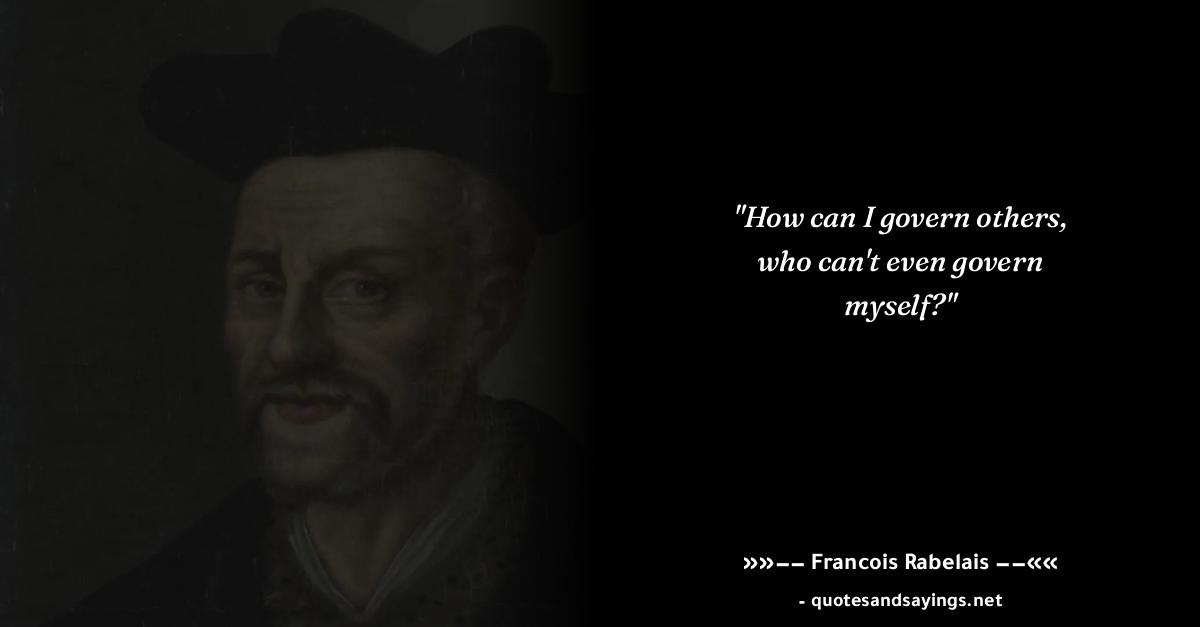 "How can I govern others,
who can't even govern
myself?"
»»−− Francois Rabelais −−««
- quotesandsayings.net